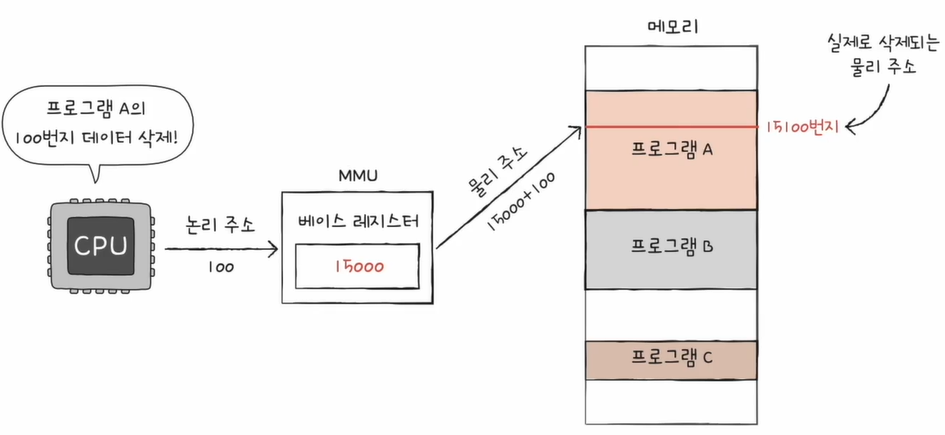 메모리
실제로 삭제되는
물리 주소
프로그램 A의
100번지 데이터 삭제!
CPU
논리 주소
100
MMU
베이스 레지스터
15000
물리 주소
15000+100
15100번지
프로그램 A
프로그램 B
프로그램 C